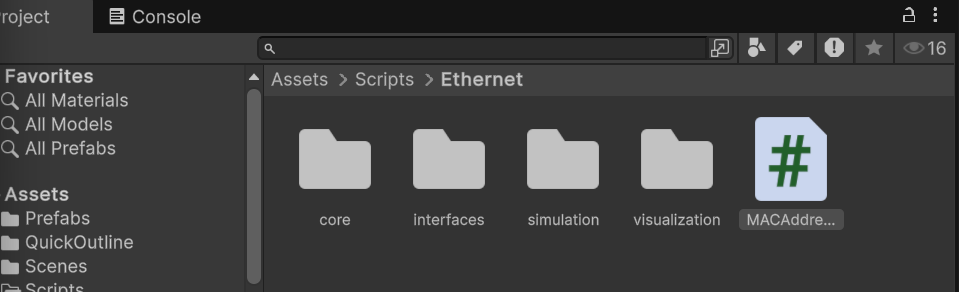 roject
Console
16
Favorites
All Materials
All Models
All Prefabs
Assets
Prefabs
QuickOutline
Scenes
Scripts
Assets > Scripts > Ethernet
core
interfaces
simulation
visualization
#
MACAddre...